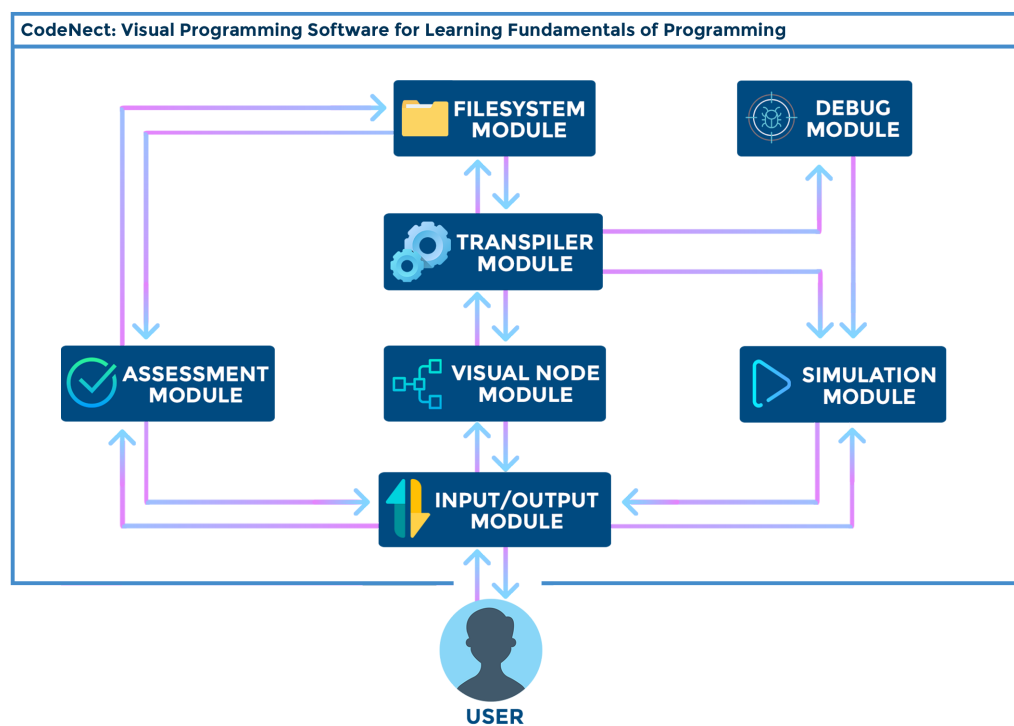 CodeNect: Visual Programming Software for Learning Fundamentals of Programming
FILESYSTEM
MODULE
DEBUG
MODULE
TRANSPILER
MODULE
ASSESSMENT
MODULE
VISUAL NODE
MODULE
SIMULATION
MODULE
INPUT/OUTPUT
MODULE
USER